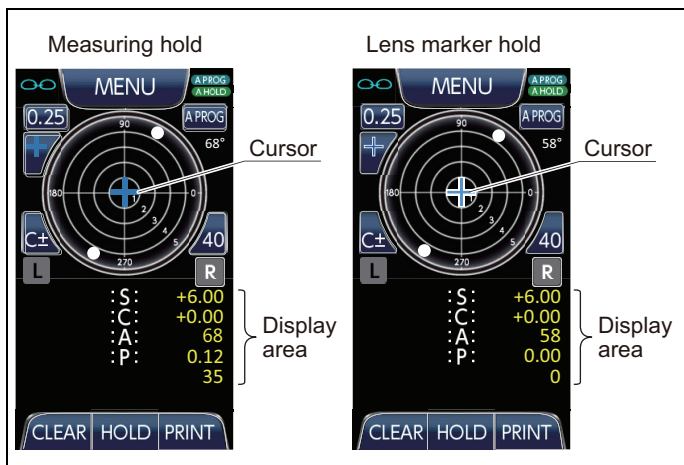 Measuring hold
MENU
A PROG
A HOLD
0.25
A PROG
90
68°
180
0
1
2
3
4
5
270
C±
40
L
R
:S: +6.00
:C: +0.00
:A: 68
:P: 0.12
35
CLEAR HOLD PRINT
Cursor
Display
area
Lens marker hold
MENU
A PROG
A HOLD
0.25
A PROG
90
58°
180
0
1
2
3
4
5
270
C±
40
L
R
:S: +6.00
:C: +0.00
:A: 58
:P: 0.00
0
CLEAR HOLD PRINT
Cursor
Display
area